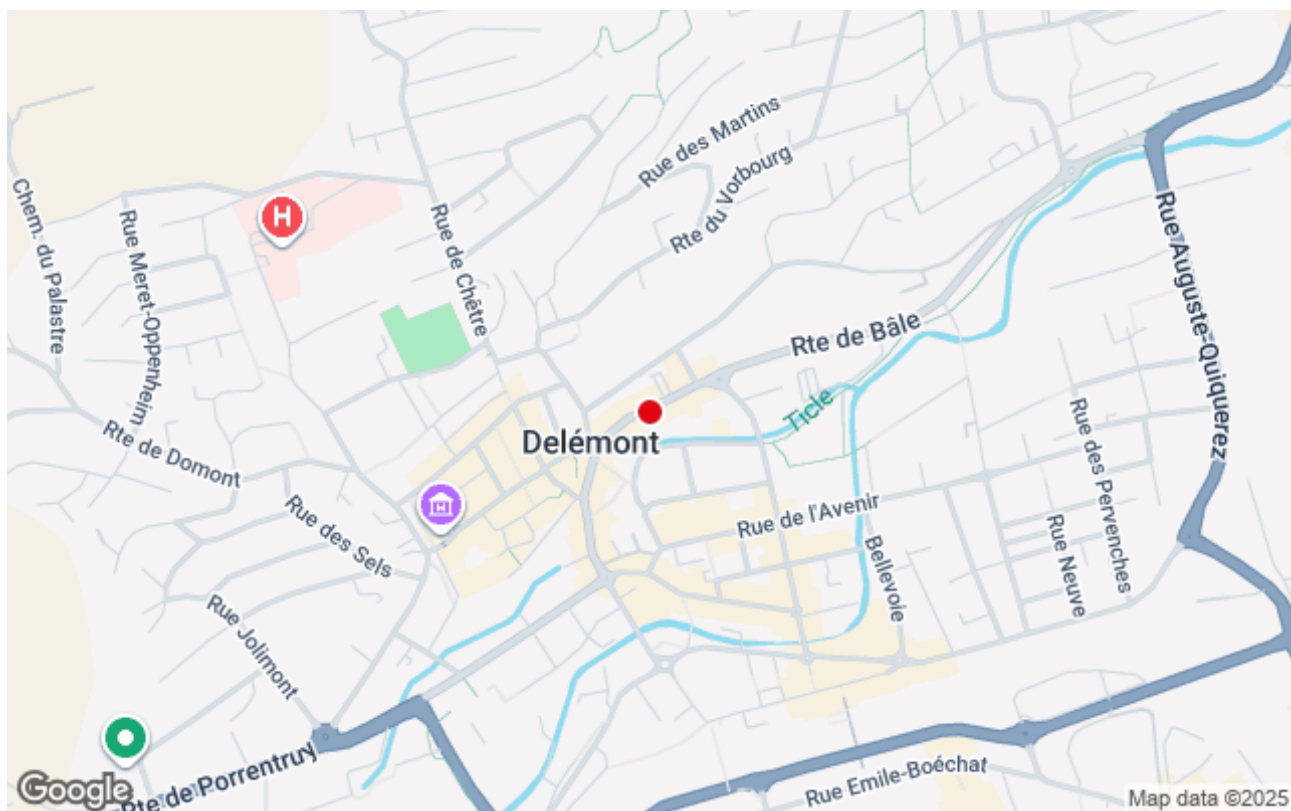 Rue des Martins
Rte du Vorbourg
Chem. du Palastre
Rue Meret-Oppenheim
H
Rue de Chêtre
Rue Auguste-Quiquerez
Rte de Bâle
Ticle
Delémont
Rte de Domont
Rue des Sels
Rue de l'Avenir
Bellevoie
Rue Neuve
Rue des Pervenches
Rue Jolimont
Rte de Porrentruy
Rue Emile-Boéchat
Google
Map data ©2025